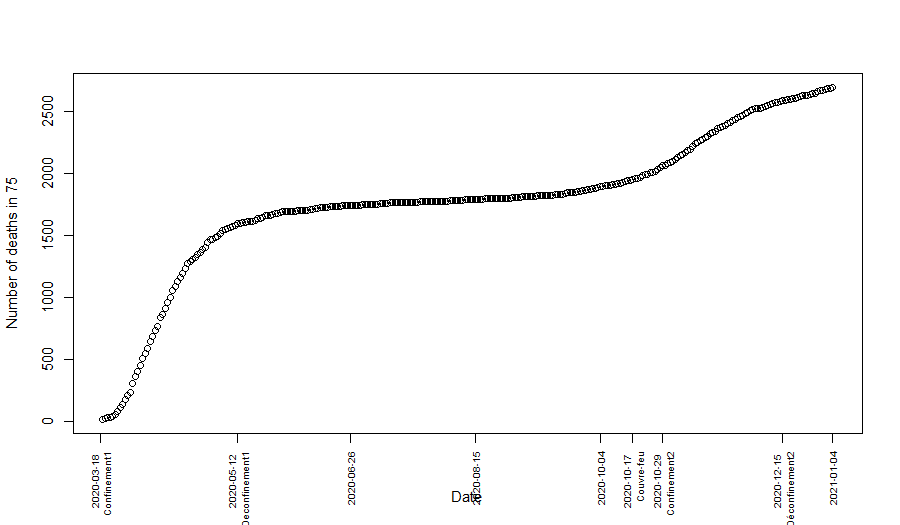 Number of deaths in 75
2500
2000
1500
1000
500
0
2020-03-18
Confinement1
2020-05-12
Déconfinement1
2020-06-26
2020-08-15
2020-10-04
2020-10-17
Couvre-feu
2020-10-29
Confinement2
2020-12-15
Déconfinement2
2021-01-04
Date